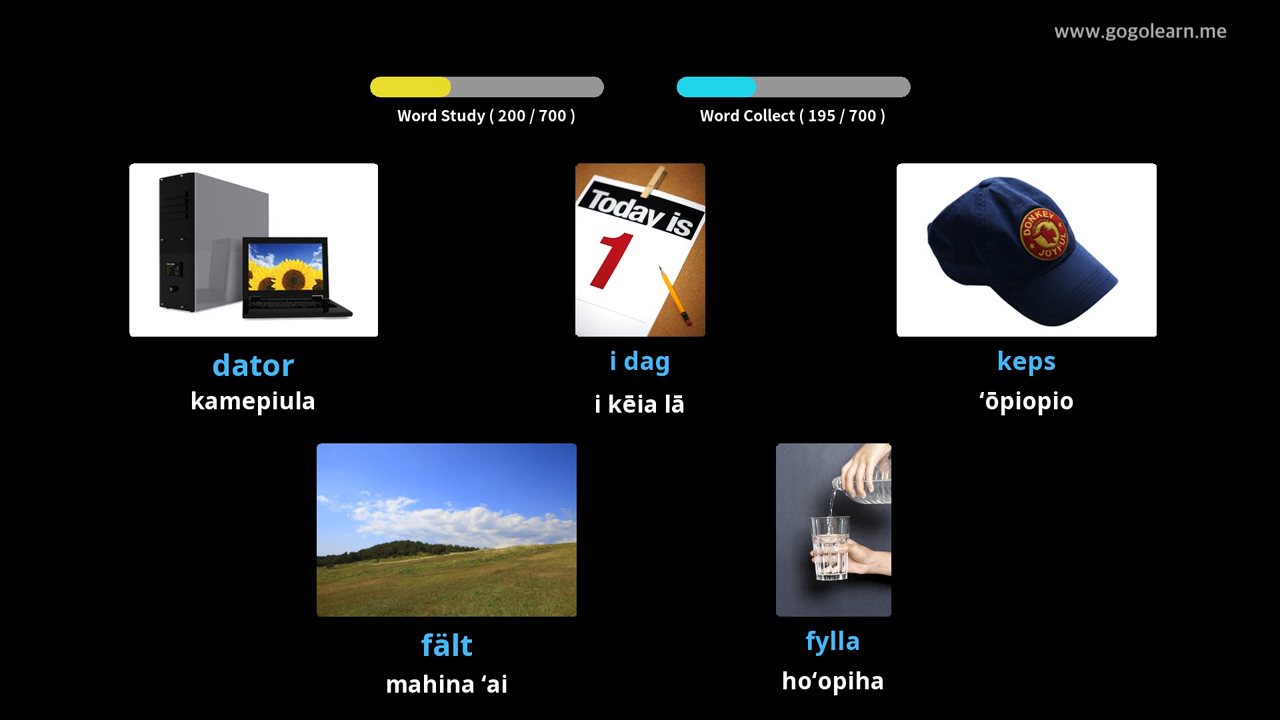 www.gogolearn.me
Word Study ( 200 / 700 )
Word Collect ( 195 / 700 )
Today is
1
DONKEY
JOYFUL
dator
kamepiula
i dag
i kēia lā
keps
ʻōpiopio
fält
mahina ʻai
fylla
hoʻopiha